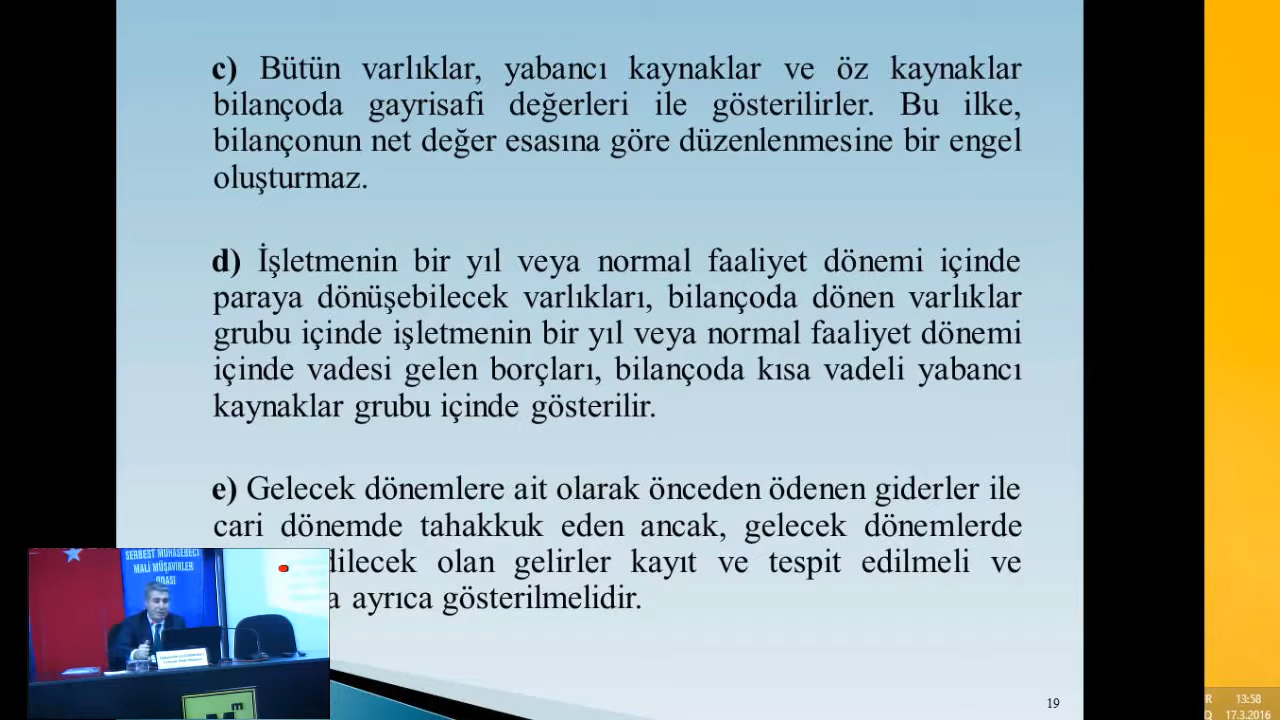 c) Bütün varlıklar, yabancı kaynaklar ve öz kaynaklar
bilançoda gayrisafi değerleri ile gösterilirler. Bu ilke,
bilançonun net değer esasına göre düzenlenmesine bir engel
oluşturmaz.
d) İşletmenin bir yıl veya normal faaliyet dönemi içinde
paraya dönüşebilecek varlıkları, bilançoda dönen varlıklar
grubu içinde işletmenin bir yıl veya normal faaliyet dönemi
içinde vadesi gelen borçları, bilançoda kısa vadeli yabancı
kaynaklar grubu içinde gösterilir.
e) Gelecek dönemlere ait olarak önceden ödenen giderler ile
cari dönemde tahakkuk eden ancak, gelecek dönemlerde
dilecek olan gelirler kayıt ve tespit edilmeli ve
a ayrıca gösterilmelidir.
SERBEST MUHASEBECİ
MALİ MÜŞAVİRLER
ODASI
19
R 13:58
Q 17.3.2016